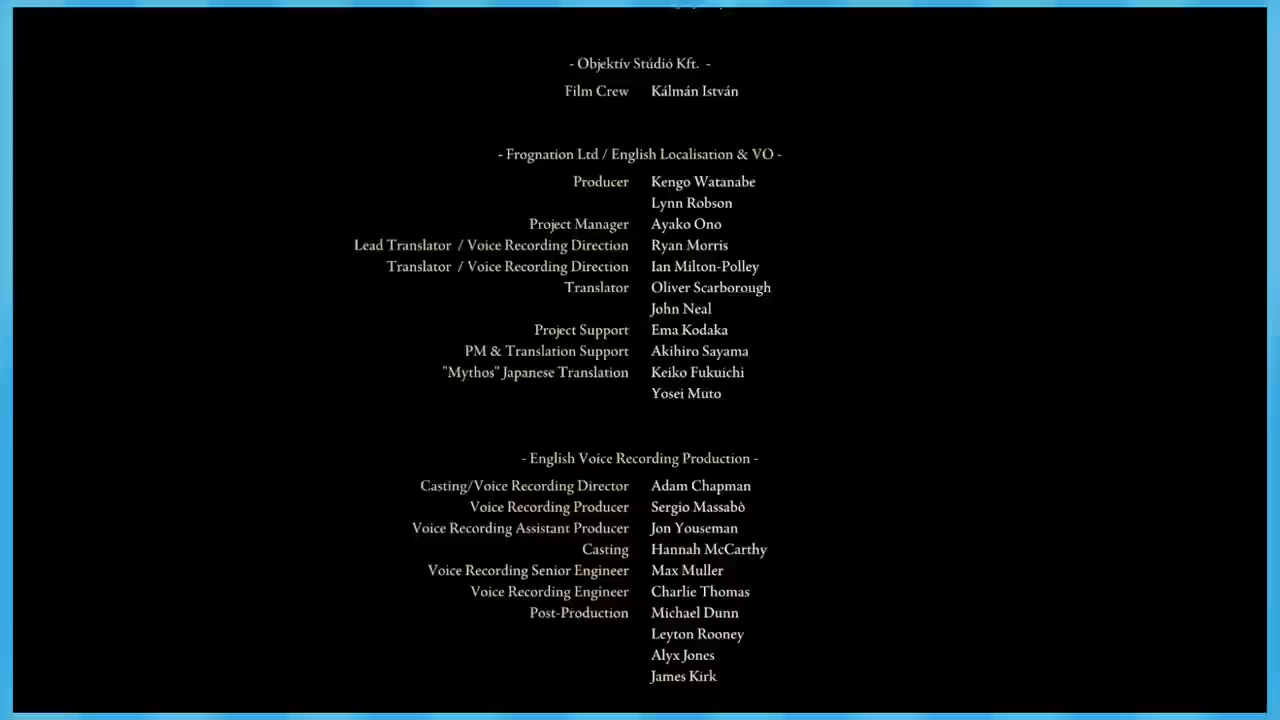 - Objektív Stúdió Kft. -
Film Crew Kálmán István
- Frognation Ltd / English Localisation & VO -
Producer Kengo Watanabe
Lynn Robson
Project Manager Ayako Ono
Lead Translator / Voice Recording Direction Ryan Morris
Translator / Voice Recording Direction Ian Milton-Polley
Translator Oliver Scarborough
John Neal
Project Support Ema Kodaka
PM & Translation Support Akihiro Sayama
"Mythos" Japanese Translation Keiko Fukuichi
Yosei Muto
- English Voice Recording Production -
Casting/Voice Recording Director Adam Chapman
Voice Recording Producer Sergio Massabò
Voice Recording Assistant Producer Jon Youseman
Casting Hannah McCarthy
Voice Recording Senior Engineer Max Muller
Voice Recording Engineer Charlie Thomas
Post-Production Michael Dunn
Leyton Rooney
Alyx Jones
James Kirk